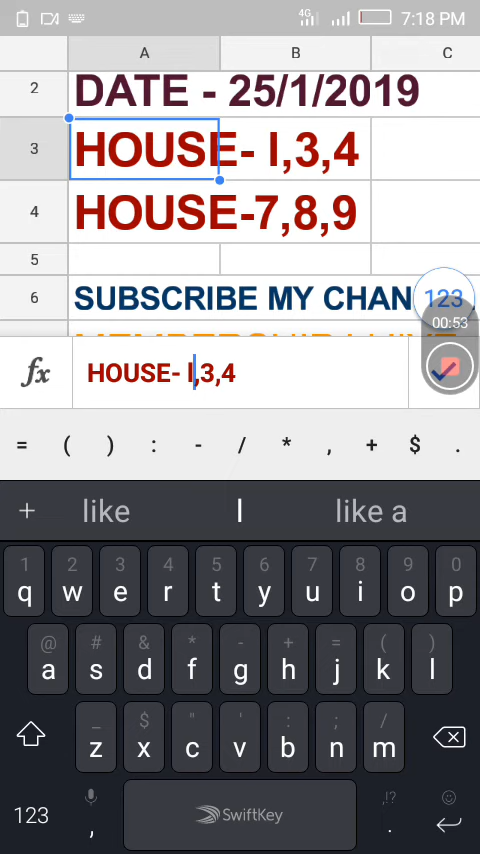 4G 7:18 PM
A B C
2 DATE - 25/1/2019
3 HOUSE- l,3,4
4 HOUSE-7,8,9
5
6 SUBSCRIBE MY CHAN
123
00:53
fx HOUSE- l,3,4
= ( ) : - / * , + $ .
+ like l like a
1 2 3 4 5 6 7 8 9 0
q w e r t y u i o p
@ # & * - + = ( )
a s d f g h j k l
_ $ " ' : ; /
z x c v b n m
123 , SwiftKey ,!? .